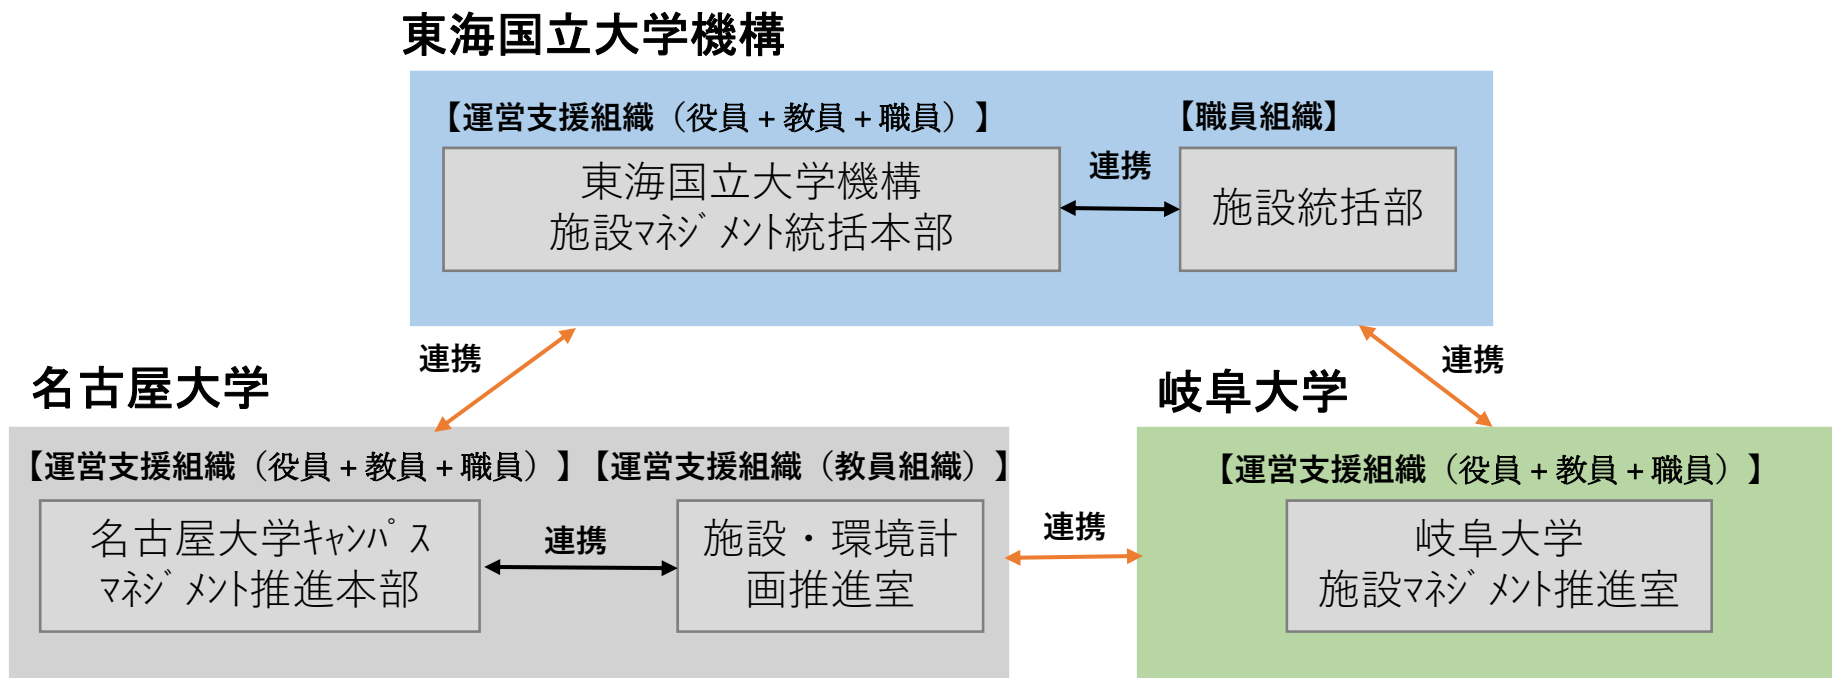 東海国立大学機構
【運営支援組織（役員+教員+職員）】
【職員組織】
東海国立大学機構
施設ﾏﾈｼﾞﾒﾝﾄ統括本部
連携
施設統括部
連携
連携
名古屋大学
岐阜大学
【運営支援組織（役員+教員+職員）】
【運営支援組織（教員組織）】
名古屋大学ｷｬﾝﾊﾟｽ
ﾏﾈｼﾞﾒﾝﾄ推進本部
連携
施設・環境計
画推進室
連携
【運営支援組織（役員+教員+職員）】
岐阜大学
施設ﾏﾈｼﾞﾒﾝﾄ推進室